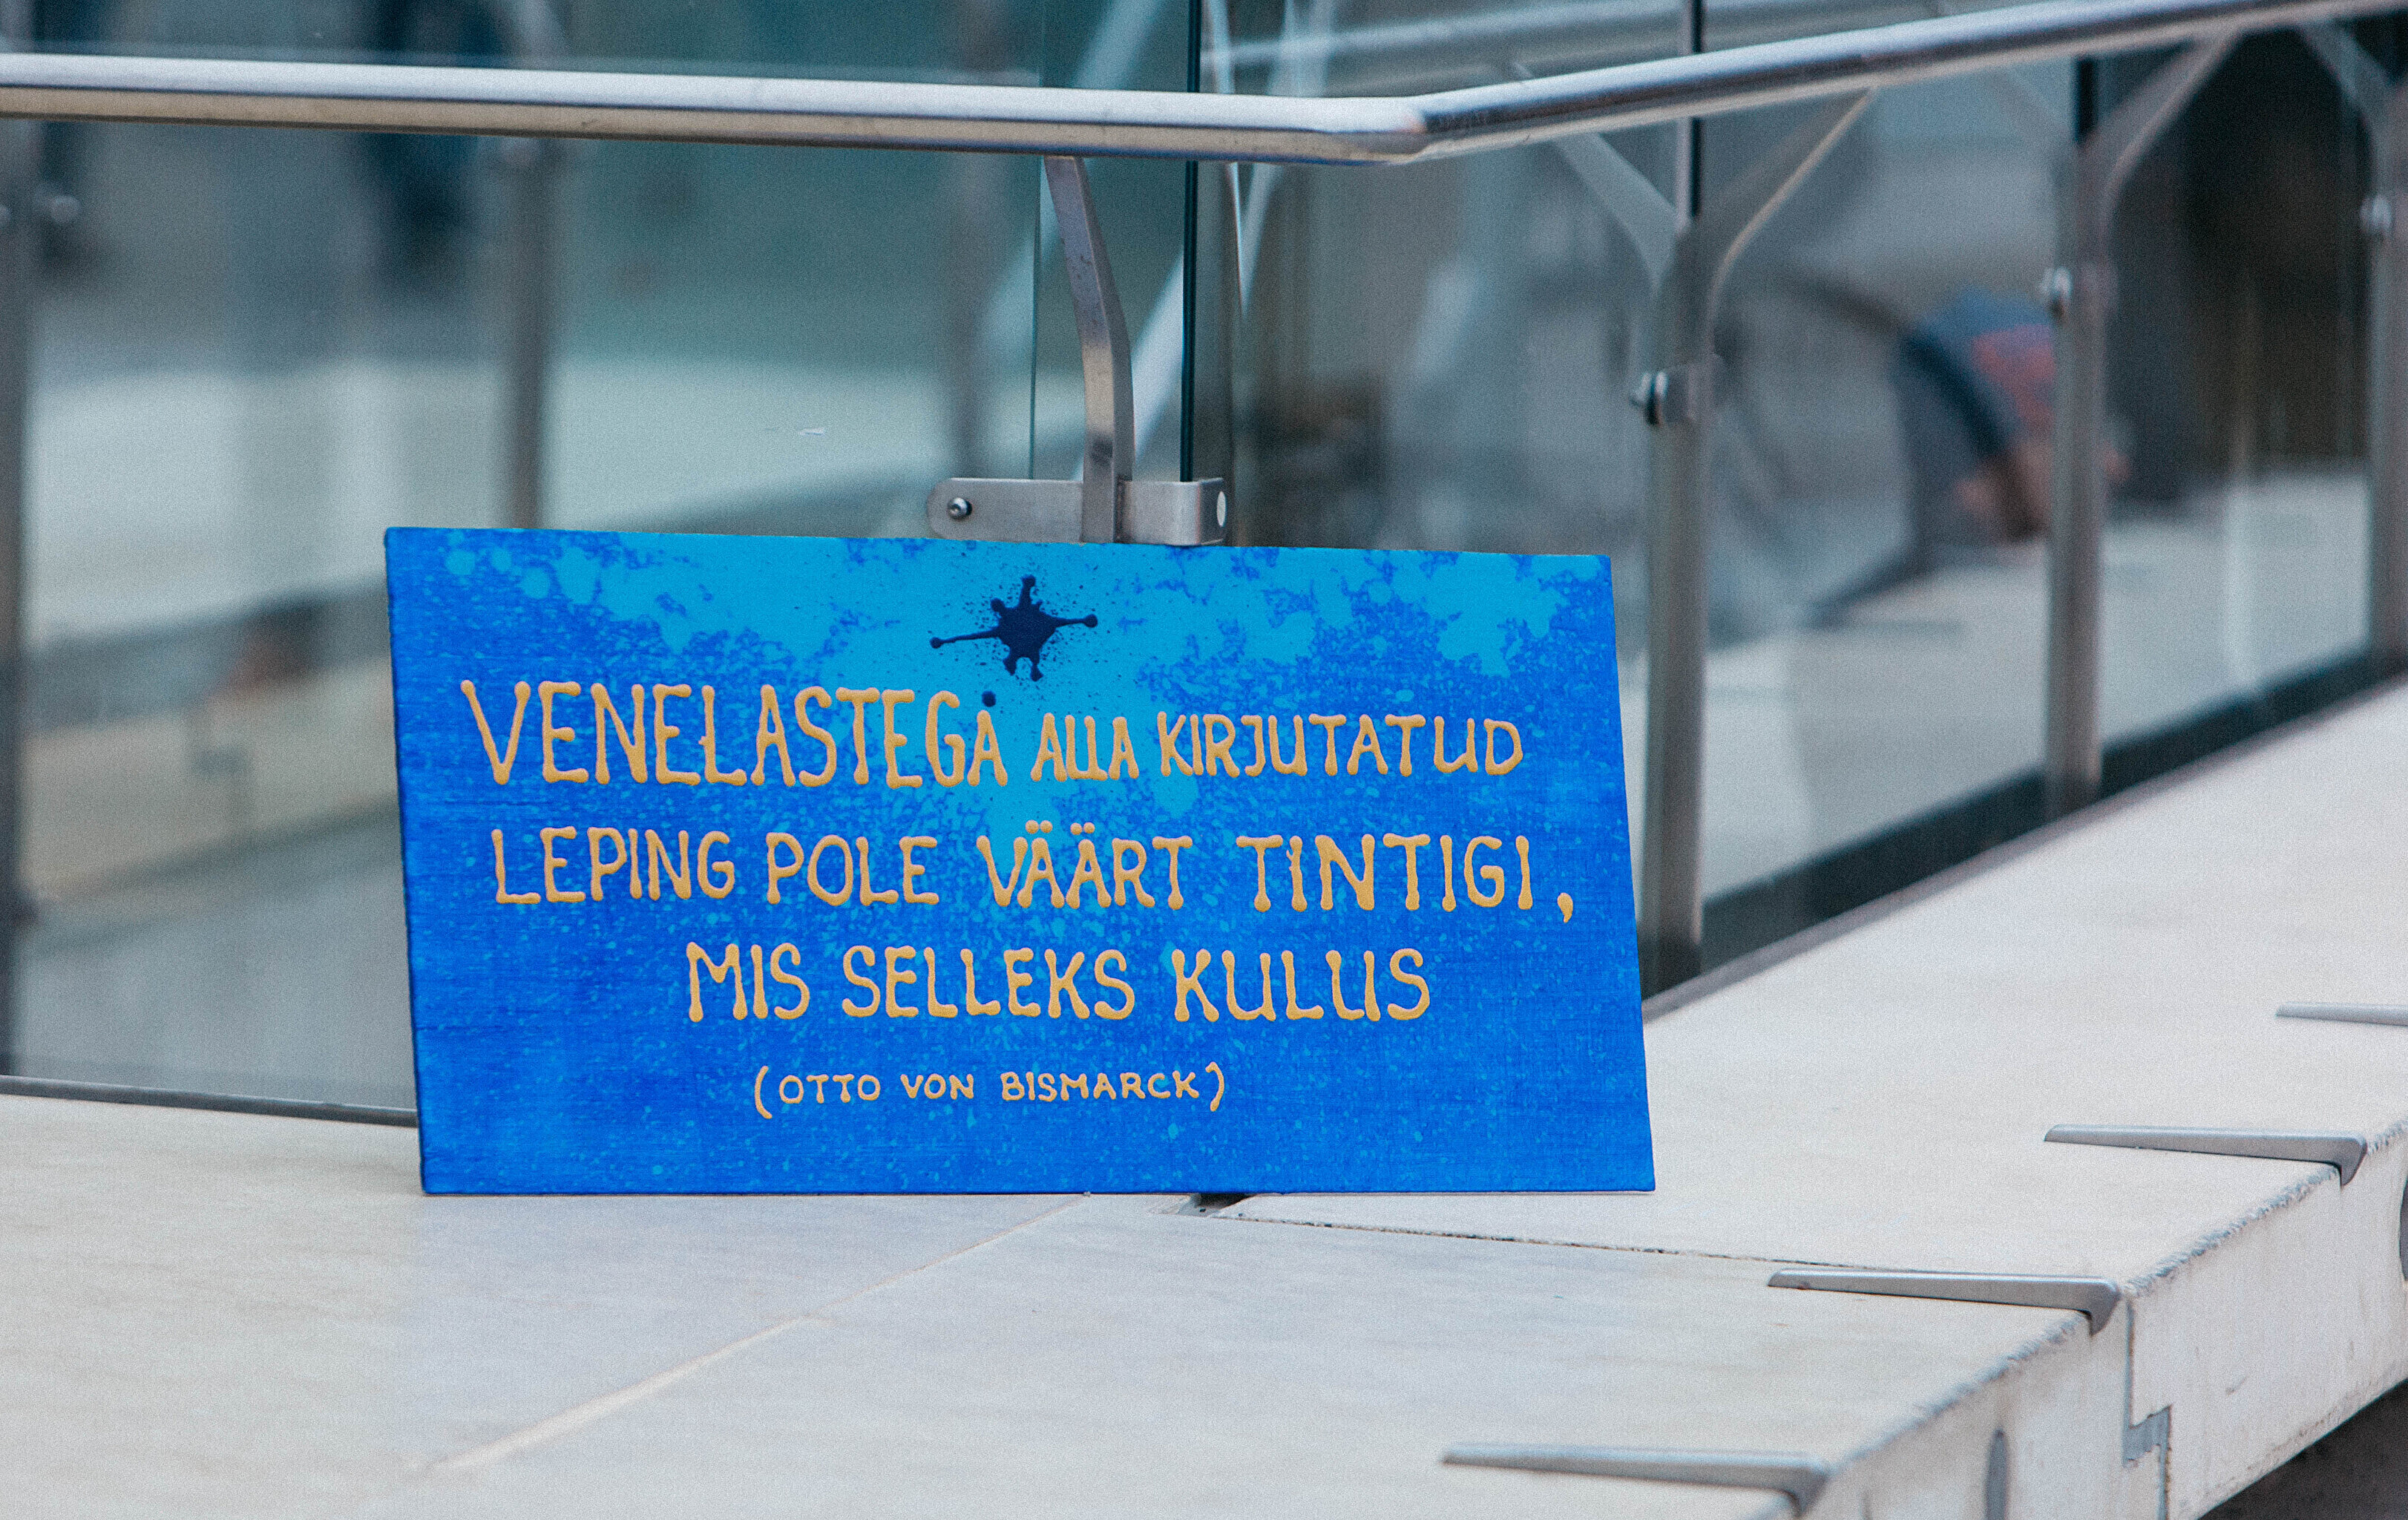 VENELASTEGA ALLA KIRJUTATUD
LEPING POLE VÄÄRT TINTIGI,
MIS SELLEKS KULUS
(OTTO VON BISMARCK)